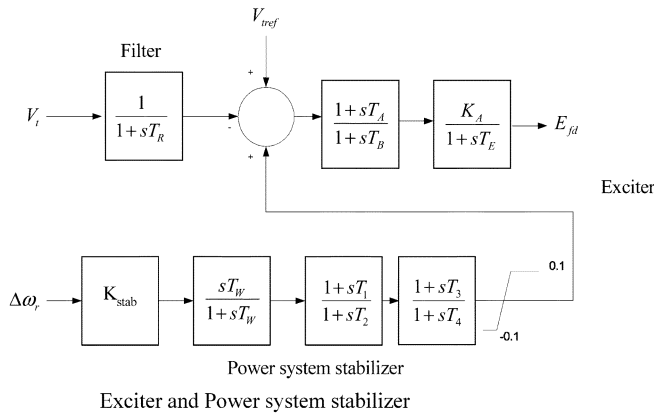 V_tref
Filter
+
V_t
1
1 + sT_R
-
+
1 + sT_A
1 + sT_B
K_A
1 + sT_E
E_fd
Exciter
Δω_r
K_stab
sT_W
1 + sT_W
1 + sT_1
1 + sT_2
1 + sT_3
1 + sT_4
0.1
-0.1
Power system stabilizer
Exciter and Power system stabilizer